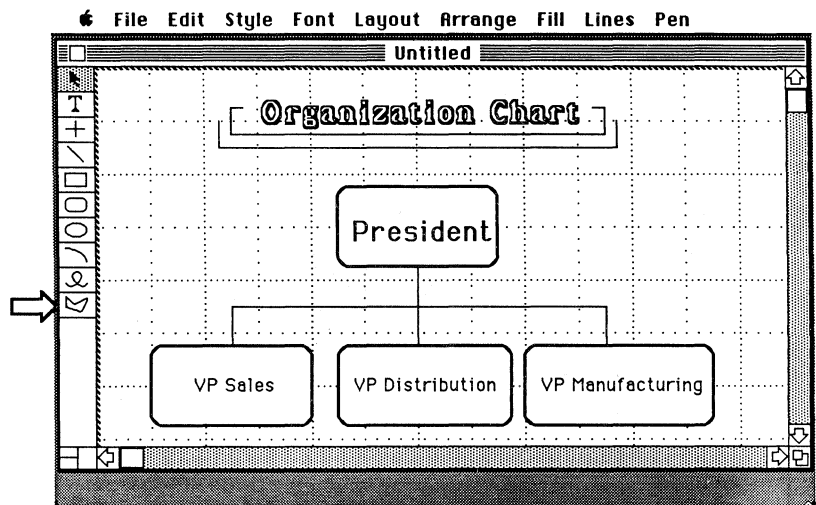 File Edit Style Font Layout Arrange Fill Lines Pen
Untitled
T
Organization Chart
President
VP Sales
VP Distribution
VP Manufacturing